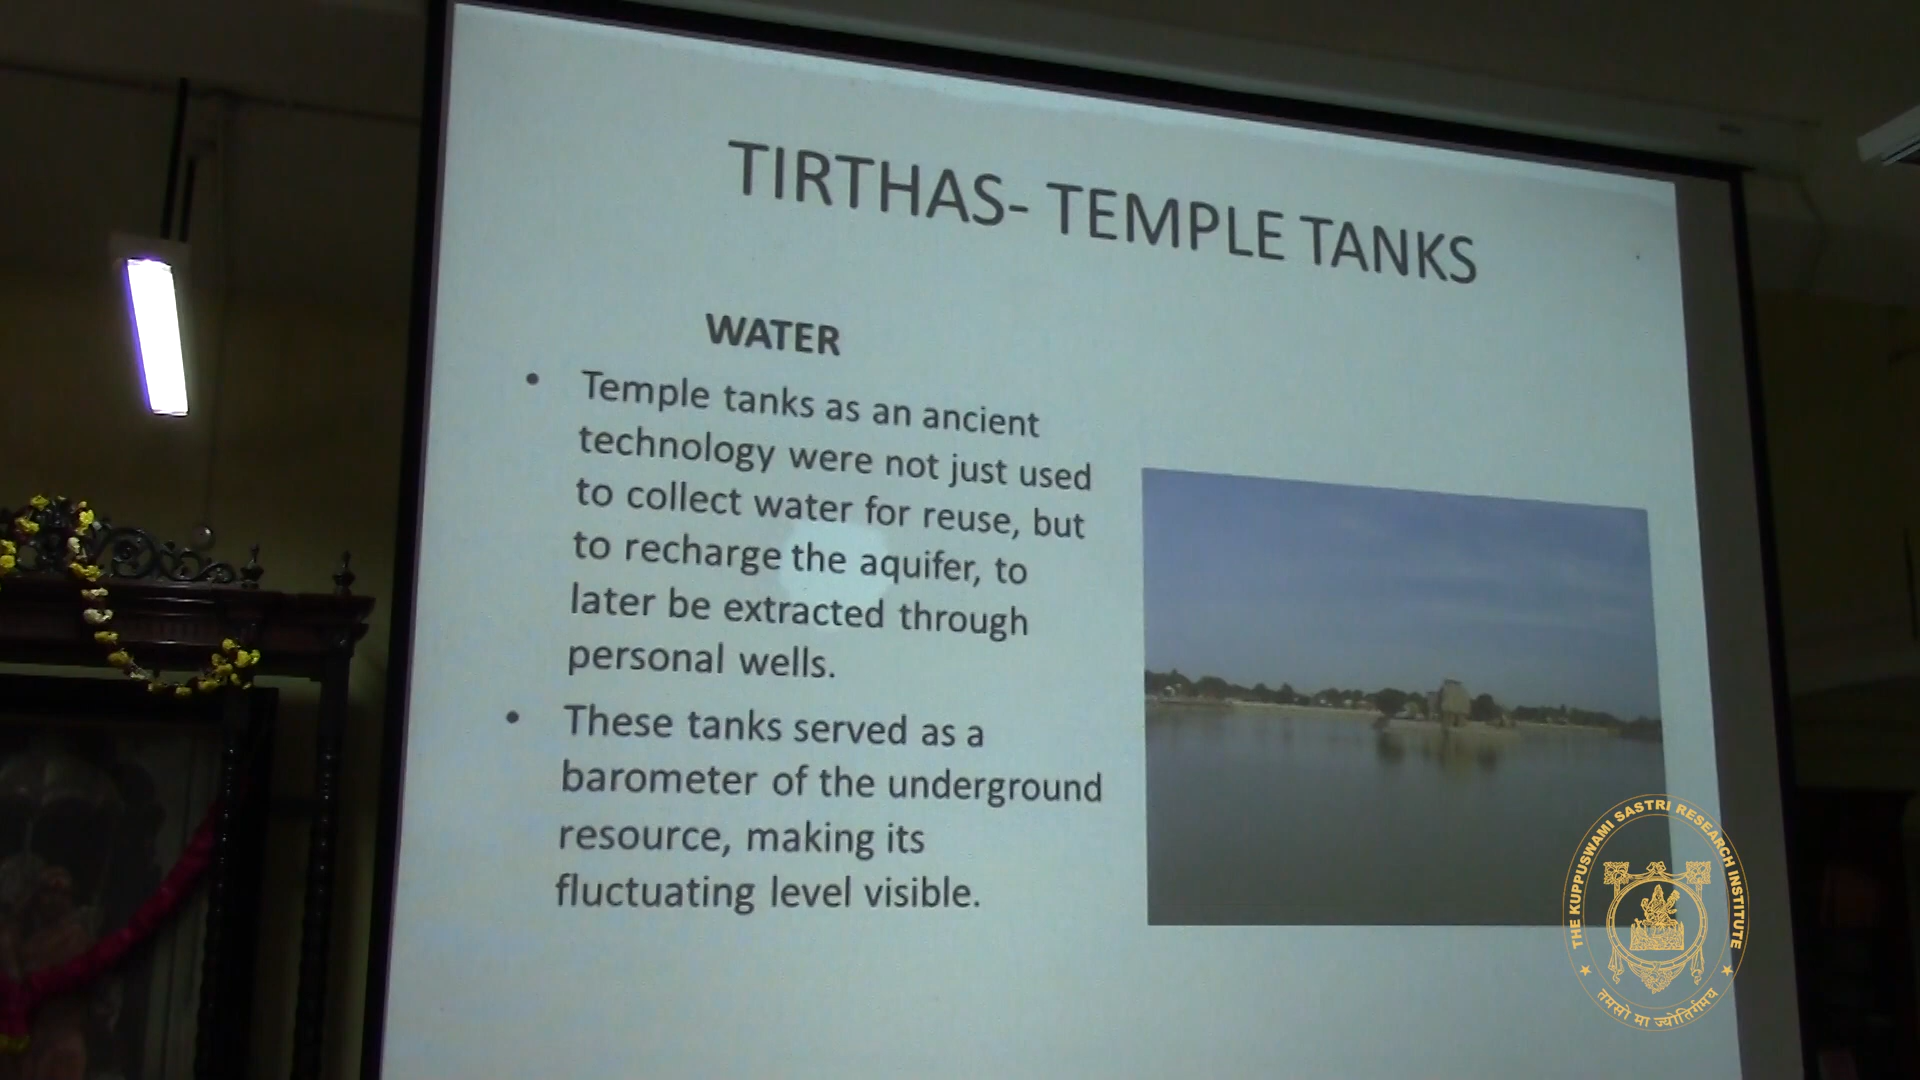 TIRTHAS- TEMPLE TANKS
WATER
• Temple tanks as an ancient
technology were not just used
to collect water for reuse, but
to recharge the aquifer, to
later be extracted through
personal wells.
• These tanks served as a
barometer of the underground
resource, making its
fluctuating level visible.
THE KUPPUSWAMI SASTRI RESEARCH INSTITUTE
तमसो मा ज्योतिर्गमय